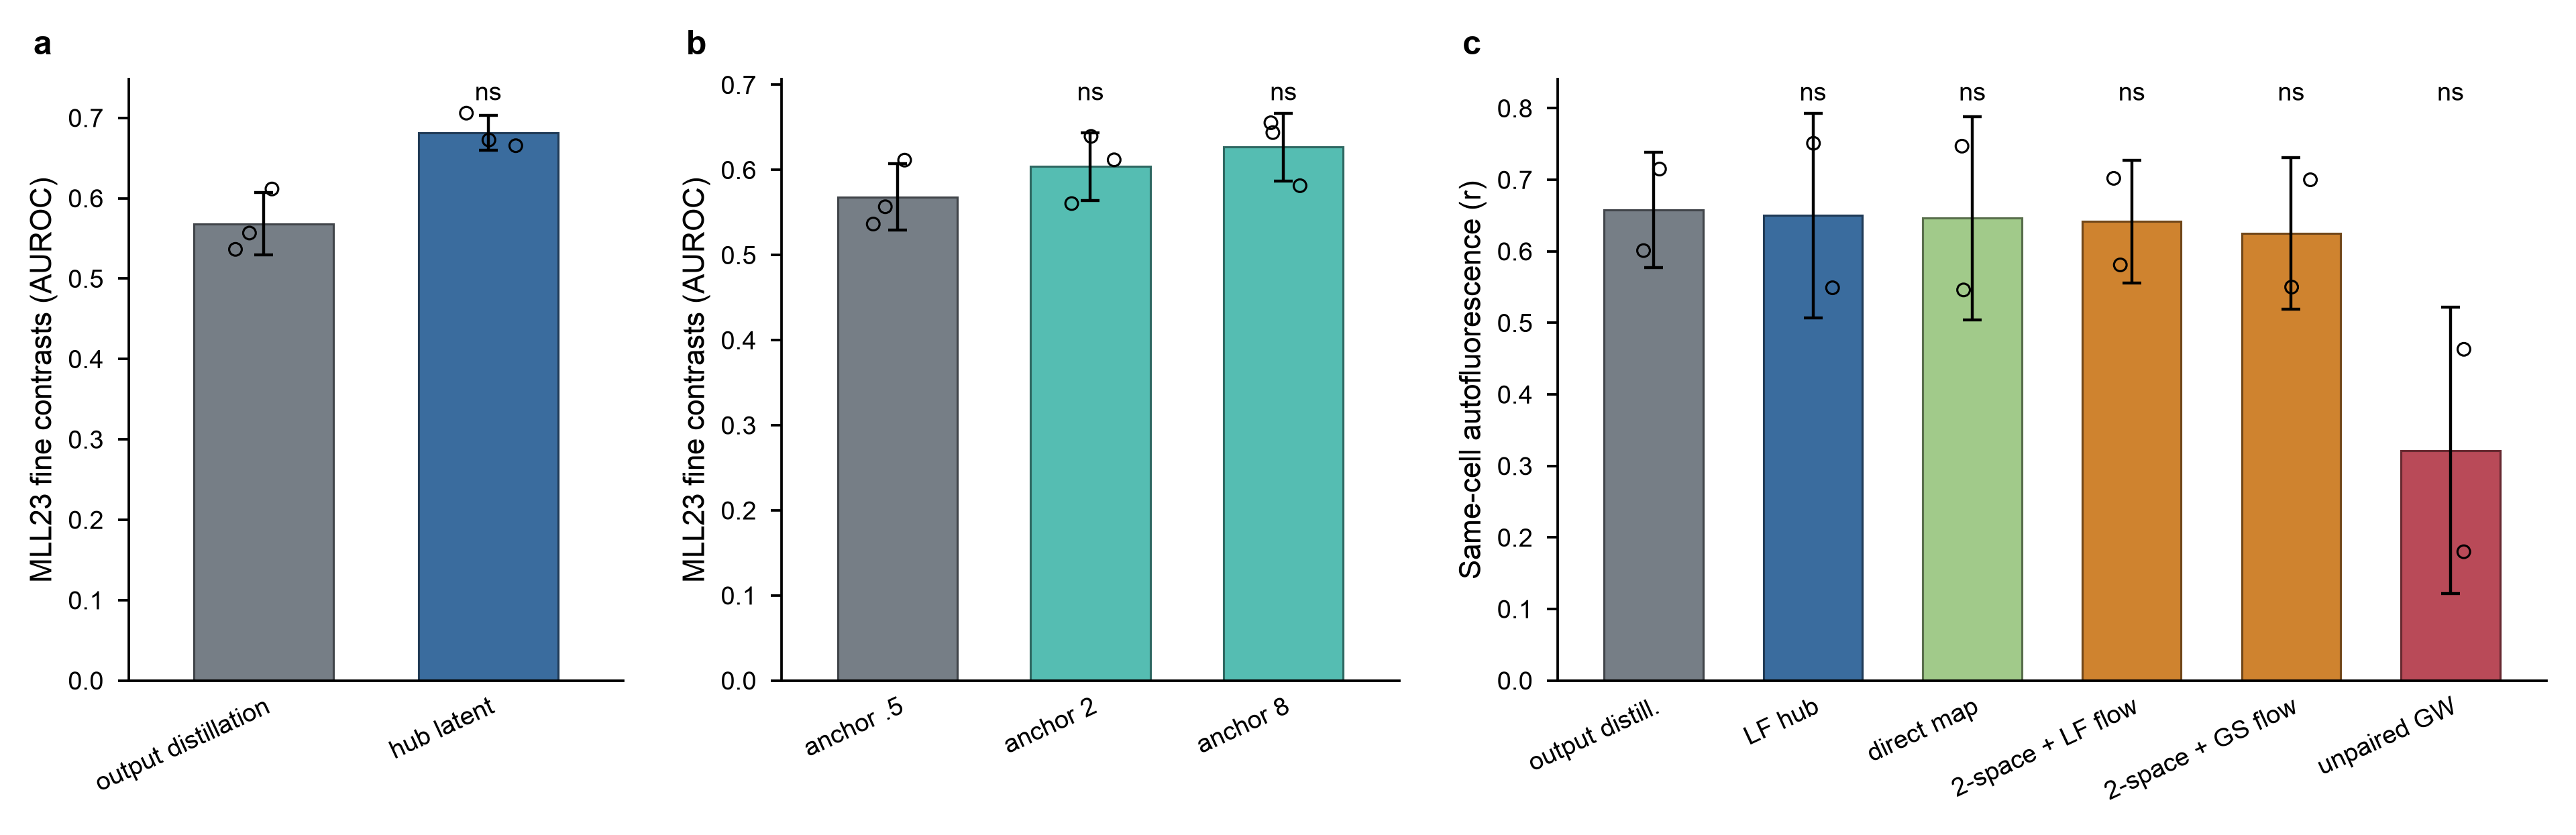 a
MLL23 fine contrasts (AUROC)
0.7
0.6
0.5
0.4
0.3
0.2
0.1
0.0
ns
output distillation
hub latent
b
MLL23 fine contrasts (AUROC)
0.7
0.6
0.5
0.4
0.3
0.2
0.1
0.0
ns
ns
anchor .5
anchor 2
anchor 8
c
Same-cell autofluorescence (r)
0.8
0.7
0.6
0.5
0.4
0.3
0.2
0.1
0.0
ns
ns
ns
ns
ns
output distill.
LF hub
direct map
2-space + LF flow
2-space + GS flow
unpaired GW